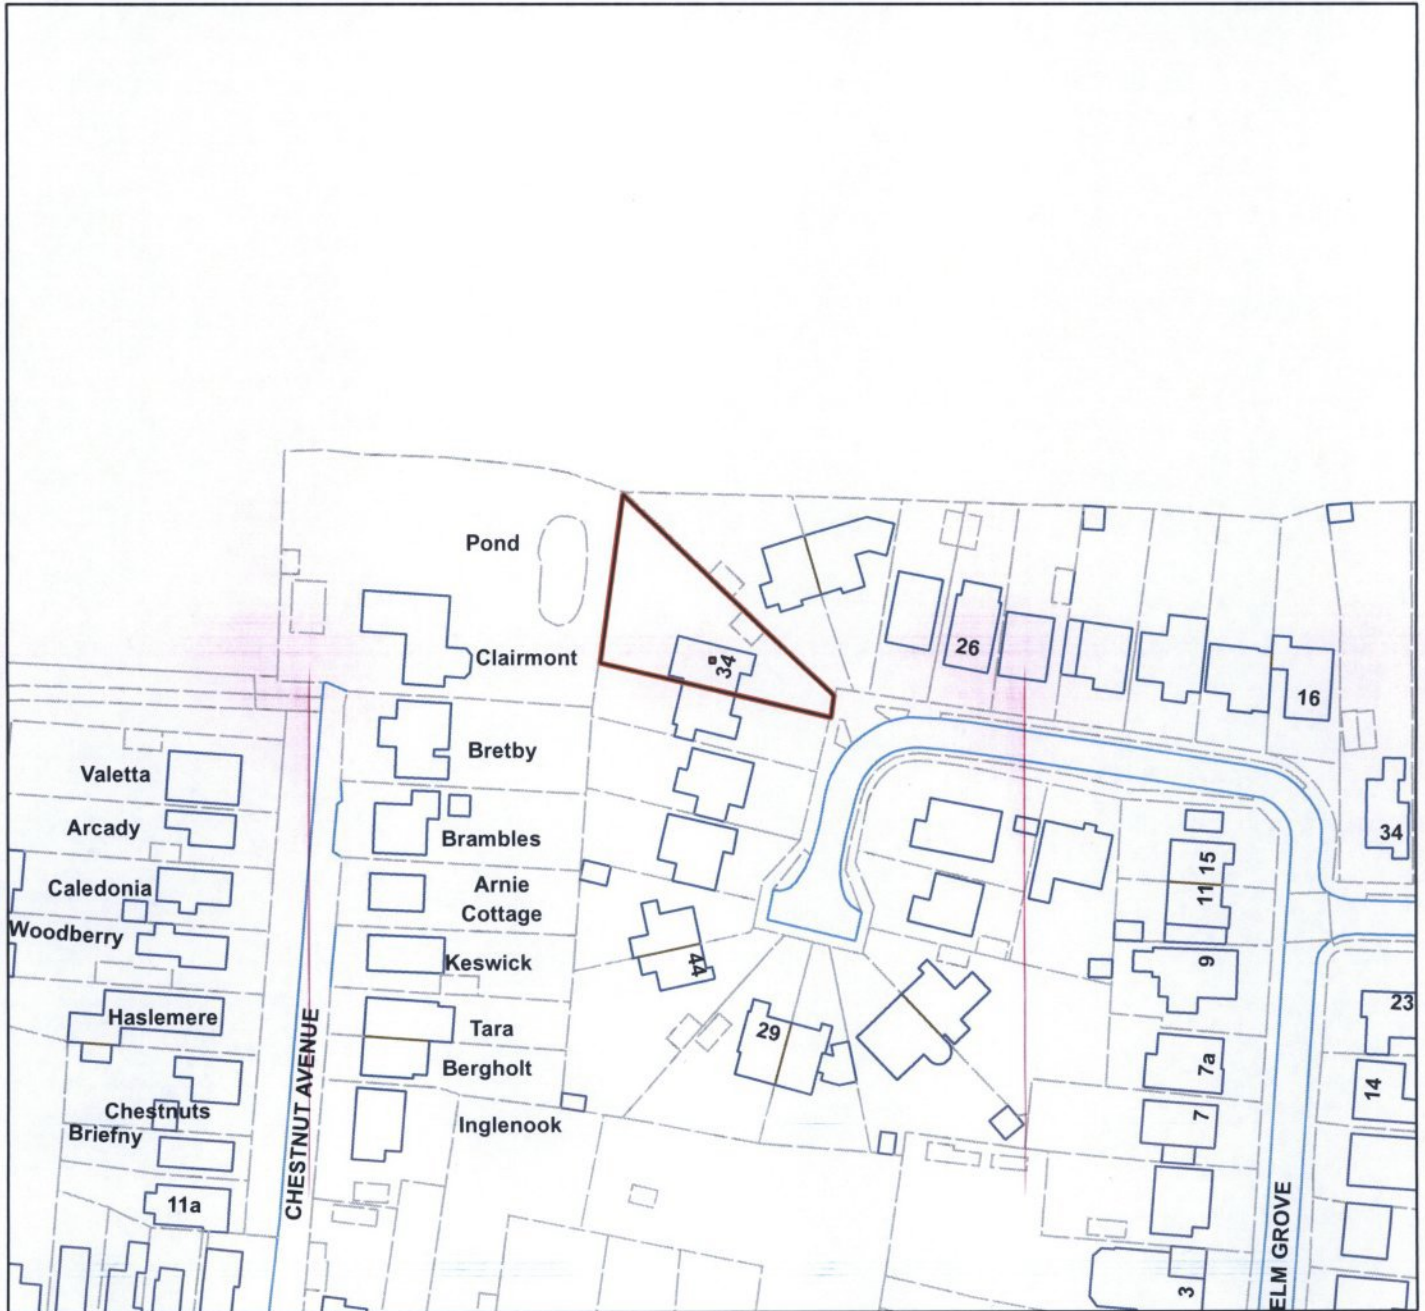 Pond
Clairmont
34
26
16
Bretby
Valetta
Arcady
Brambles
34
Caledonia
Arnie
Cottage
15
11
Woodberry
Keswick
44
9
Haslemere
Tara
29
23
Bergholt
7a
14
Chestnuts
Briefny
Inglenook
7
CHESTNUT AVENUE
11a
ELM GROVE
3